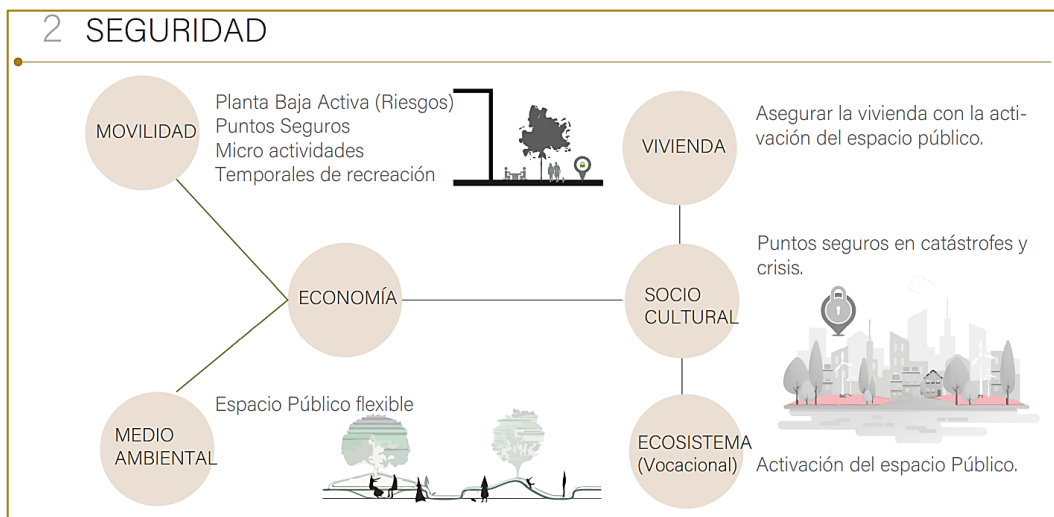 2 SEGURIDAD
MOVILIDAD
Planta Baja Activa (Riesgos)
Puntos Seguros
Micro actividades
Temporales de recreación
VIVIENDA
Asegurar la vivienda con la acti-
vación del espacio público.
ECONOMÍA
SOCIO
CULTURAL
Puntos seguros en catástrofes y
crisis.
MEDIO
AMBIENTAL
Espacio Público flexible
ECOSISTEMA
(Vocacional)
Activación del espacio Público.